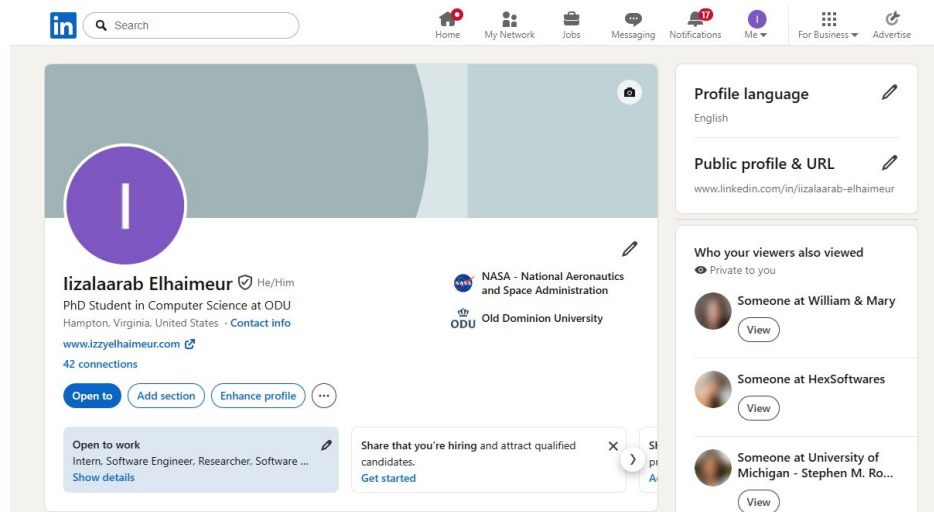 in
Search
Home
My Network
Jobs
Messaging
17
Notifications
I
Me
For Business
Advertise
I
Iizalaarab Elhaimeur He/Him
PhD Student in Computer Science at ODU
Hampton, Virginia, United States · Contact info
www.izzyelhaimeur.com
42 connections
NASA
NASA - National Aeronautics
and Space Administration
ODU
Old Dominion University
Open to
Add section
Enhance profile
Open to work
Intern, Software Engineer, Researcher, Software ...
Show details
Share that you're hiring and attract qualified
candidates.
Get started
Profile language
English
Public profile & URL
www.linkedin.com/in/iizalaarab-elhaimeur
Who your viewers also viewed
Private to you
Someone at William & Mary
View
Someone at HexSoftwares
View
Someone at University of
Michigan - Stephen M. Ro...
View